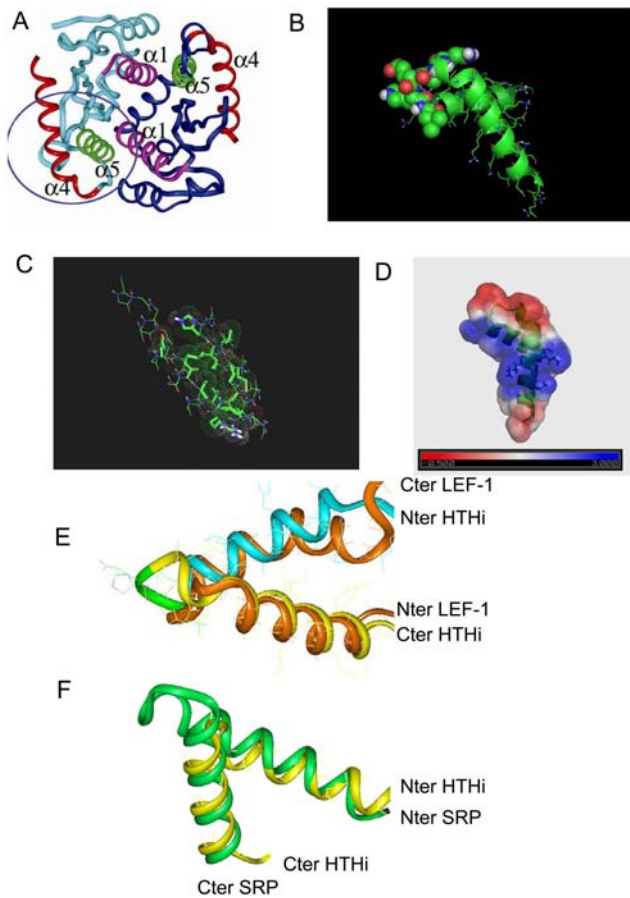 A
α1
α4
α5
α1
α4
α5
B
C
D
-0.500
3.000
E
Cter LEF-1
Nter HTHi
Nter LEF-1
Cter HTHi
F
Nter HTHi
Nter SRP
Cter HTHi
Cter SRP